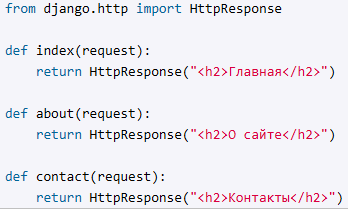 from django.http import HttpResponse
def index(request):
    return HttpResponse("<h2>Главная</h2>")
def about(request):
    return HttpResponse("<h2>О сайте</h2>")
def contact(request):
    return HttpResponse("<h2>Контакты</h2>")